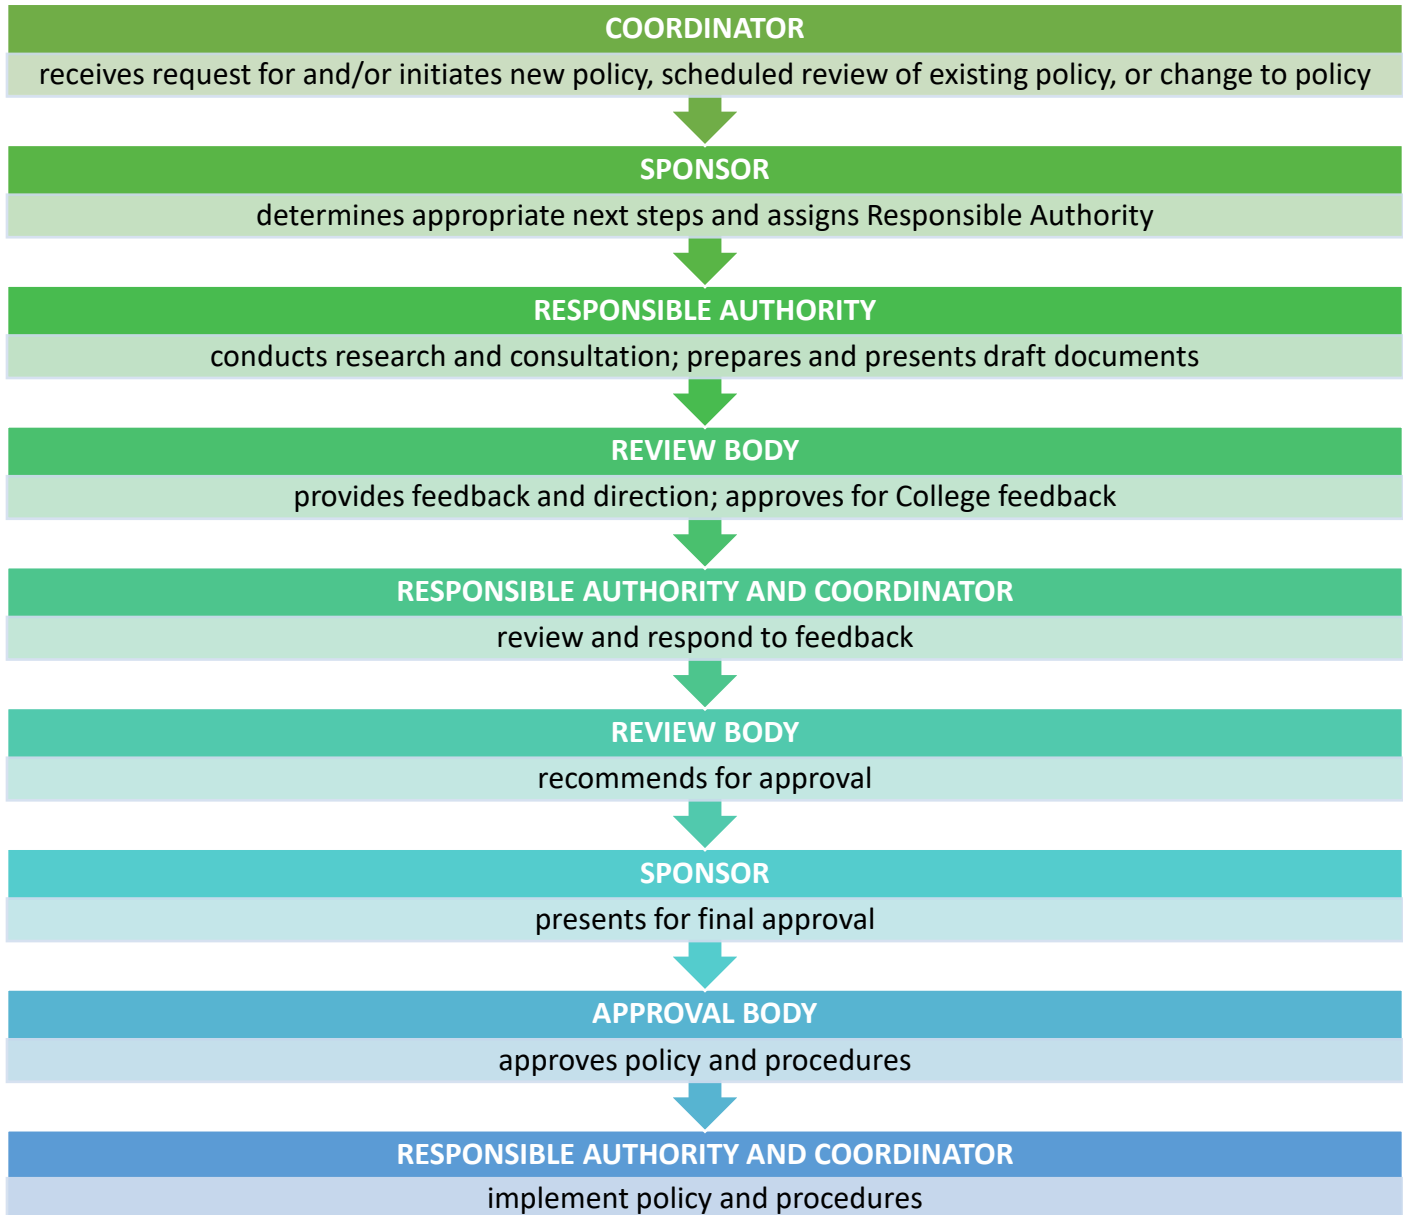 COORDINATOR
receives request for and/or initiates new policy, scheduled review of existing policy, or change to policy
SPONSOR
determines appropriate next steps and assigns Responsible Authority
RESPONSIBLE AUTHORITY
conducts research and consultation; prepares and presents draft documents
REVIEW BODY
provides feedback and direction; approves for College feedback
RESPONSIBLE AUTHORITY AND COORDINATOR
review and respond to feedback
REVIEW BODY
recommends for approval
SPONSOR
presents for final approval
APPROVAL BODY
approves policy and procedures
RESPONSIBLE AUTHORITY AND COORDINATOR
implement policy and procedures